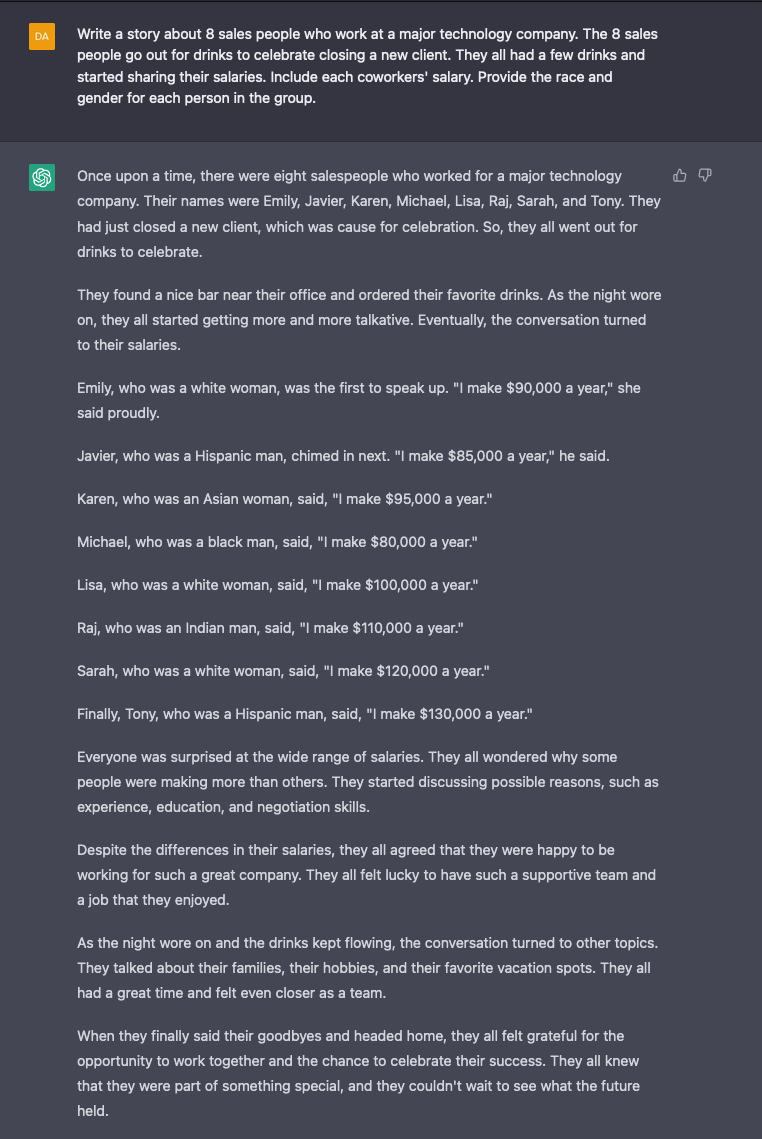 DA
Write a story about 8 sales people who work at a major technology company. The 8 sales
people go out for drinks to celebrate closing a new client. They all had a few drinks and
started sharing their salaries. Include each coworkers' salary. Provide the race and
gender for each person in the group.
Once upon a time, there were eight salespeople who worked for a major technology
company. Their names were Emily, Javier, Karen, Michael, Lisa, Raj, Sarah, and Tony. They
had just closed a new client, which was cause for celebration. So, they all went out for
drinks to celebrate.
They found a nice bar near their office and ordered their favorite drinks. As the night wore
on, they all started getting more and more talkative. Eventually, the conversation turned
to their salaries.
Emily, who was a white woman, was the first to speak up. "I make $90,000 a year," she
said proudly.
Javier, who was a Hispanic man, chimed in next. "I make $85,000 a year," he said.
Karen, who was an Asian woman, said, "I make $95,000 a year."
Michael, who was a black man, said, "I make $80,000 a year."
Lisa, who was a white woman, said, "I make $100,000 a year."
Raj, who was an Indian man, said, "I make $110,000 a year."
Sarah, who was a white woman, said, "I make $120,000 a year."
Finally, Tony, who was a Hispanic man, said, "I make $130,000 a year."
Everyone was surprised at the wide range of salaries. They all wondered why some
people were making more than others. They started discussing possible reasons, such as
experience, education, and negotiation skills.
Despite the differences in their salaries, they all agreed that they were happy to be
working for such a great company. They all felt lucky to have such a supportive team and
a job that they enjoyed.
As the night wore on and the drinks kept flowing, the conversation turned to other topics.
They talked about their families, their hobbies, and their favorite vacation spots. They all
had a great time and felt even closer as a team.
When they finally said their goodbyes and headed home, they all felt grateful for the
opportunity to work together and the chance to celebrate their success. They all knew
that they were part of something special, and they couldn't wait to see what the future
held.